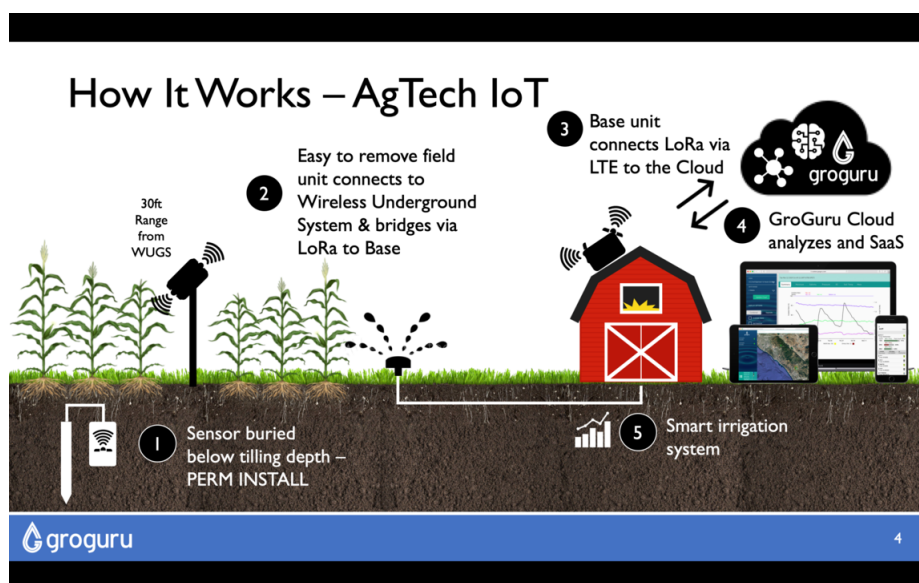 How It Works – AgTech IoT
3
Base unit
connects LoRa via
LTE to the Cloud
groguru
2
Easy to remove field
unit connects to
Wireless Underground
System & bridges via
LoRa to Base
30ft
Range
from
WUGS
4
GroGuru Cloud
analyzes and SaaS
1
Sensor buried
below tilling depth –
PERM INSTALL
5
Smart irrigation
system
groguru
4